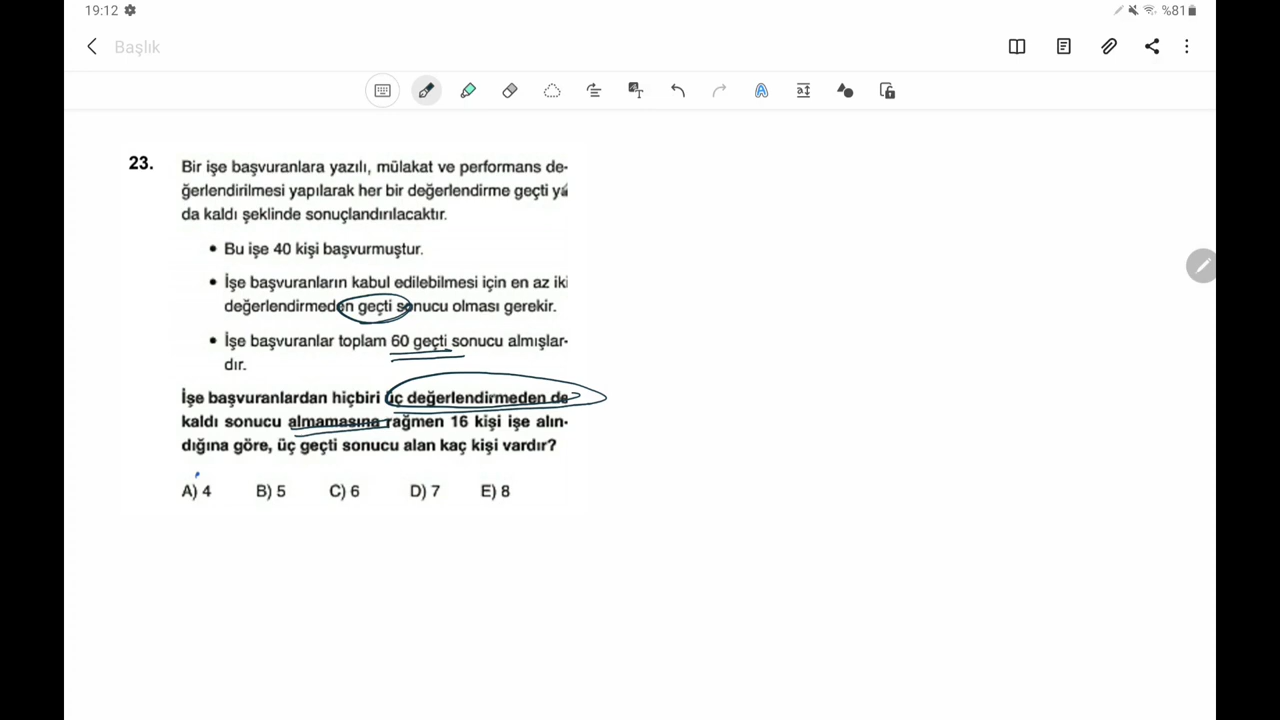 19:12
%81
Başlık
23.
Bir işe başvuranlara yazılı, mülakat ve performans de-
ğerlendirilmesi yapılarak her bir değerlendirme geçti ya
da kaldı şeklinde sonuçlandırılacaktır.
• Bu işe 40 kişi başvurmuştur.
• İşe başvuranların kabul edilebilmesi için en az iki
değerlendirmeden geçti sonucu olması gerekir.
• İşe başvuranlar toplam 60 geçti sonucu almışlar-
dır.
İşe başvuranlardan hiçbiri üç değerlendirmeden de
kaldı sonucu almamasına rağmen 16 kişi işe alın-
dığına göre, üç geçti sonucu alan kaç kişi vardır?
A) 4 B) 5 C) 6 D) 7 E) 8